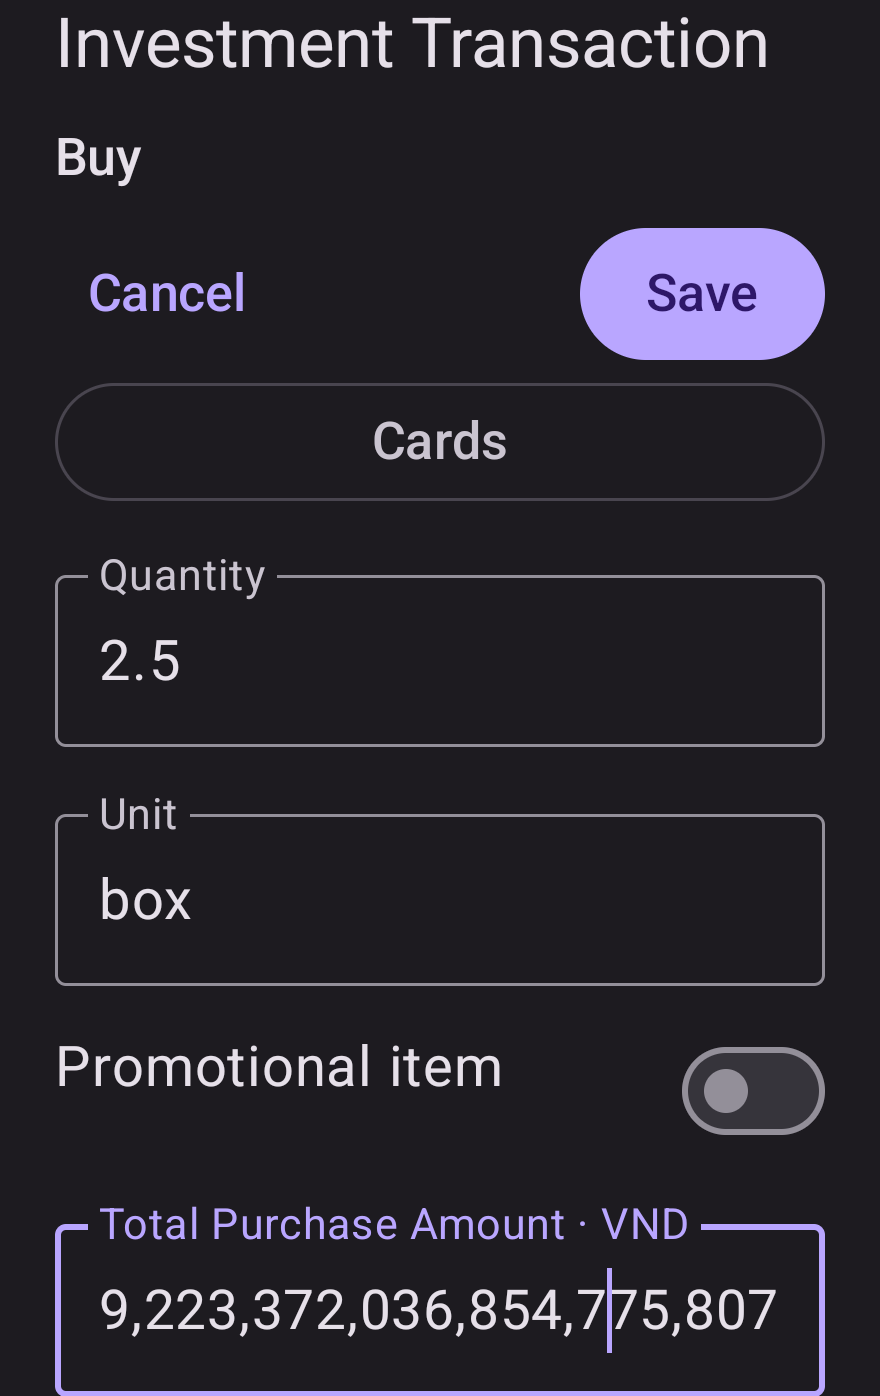 Investment Transaction
Buy
Cancel
Save
Cards
Quantity
2.5
Unit
box
Promotional item
Total Purchase Amount · VND
9,223,372,036,854,775,807